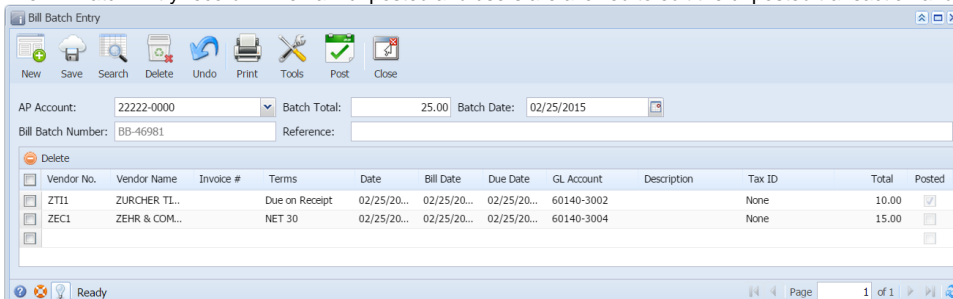 Bill Batch Entry
New Save Search Delete Undo Print Tools Post Close
AP Account: 22222-0000 Batch Total: 25.00 Batch Date: 02/25/2015
Bill Batch Number: BB-46981 Reference:
Delete
Vendor No. Vendor Name Invoice # Terms Date Bill Date Due Date GL Account Description Tax ID Total Posted
ZTI1 ZURCHER TI... Due on Receipt 02/25/20... 02/25/20... 02/25/20... 60140-3002 None 10.00
ZEC1 ZEHR & COM... NET 30 02/25/20... 02/25/20... 02/25/20... 60140-3004 None 15.00
Ready Page 1 of 1